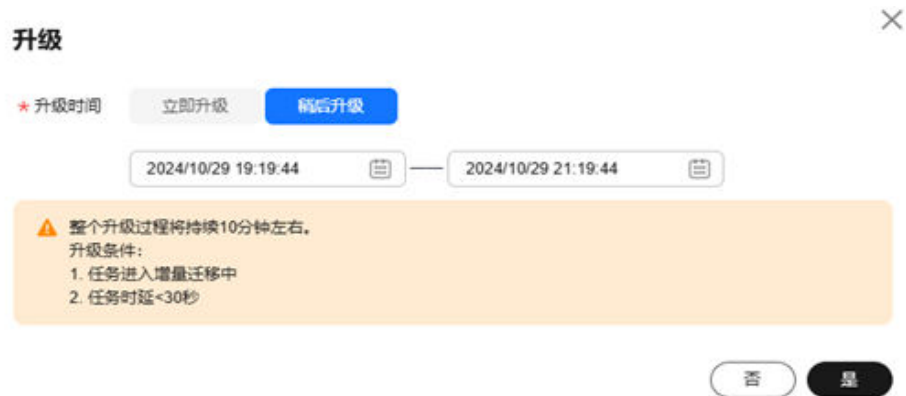 升级
* 升级时间 立即升级 稍后升级
2024/10/29 19:19:44 —— 2024/10/29 21:19:44
整个升级过程将持续10分钟左右。
升级条件：
1. 任务进入增量迁移中
2. 任务时延<30秒
否 是